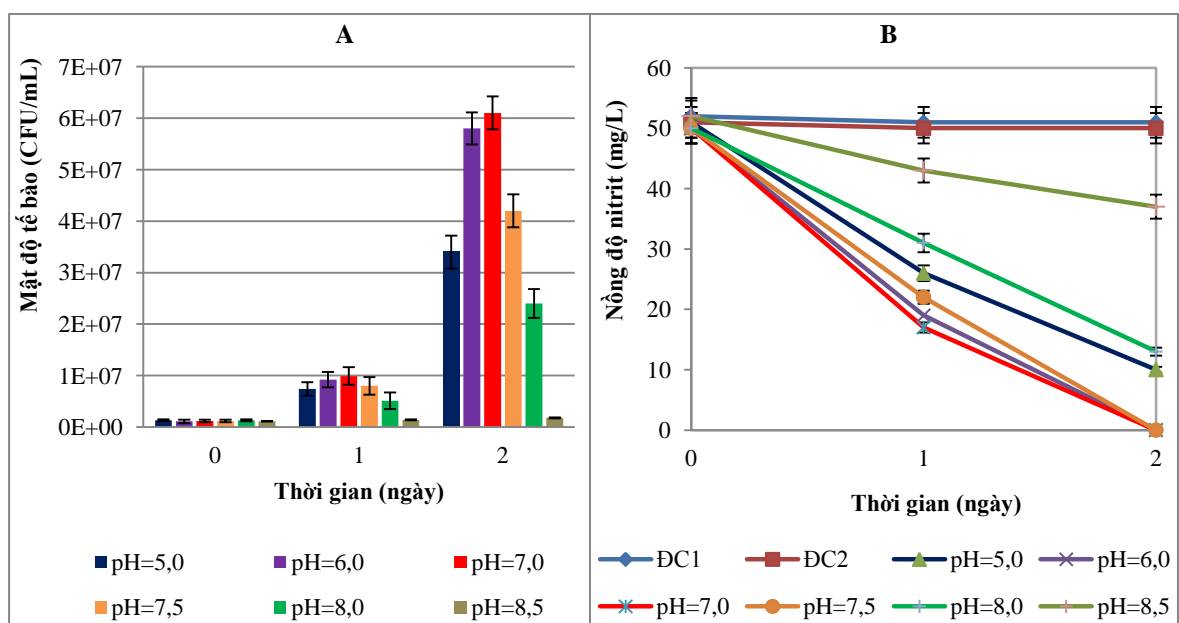 A
Mật độ tế bào (CFU/mL)
7E+07
6E+07
5E+07
4E+07
3E+07
2E+07
1E+07
0E+00
0 1 2
Thời gian (ngày)
pH=5,0 pH=6,0 pH=7,0
pH=7,5 pH=8,0 pH=8,5
B
Nồng độ nitrit (mg/L)
60
50
40
30
20
10
0
0 1 2
Thời gian (ngày)
ĐC1 ĐC2 pH=5,0 pH=6,0
pH=7,0 pH=7,5 pH=8,0 pH=8,5